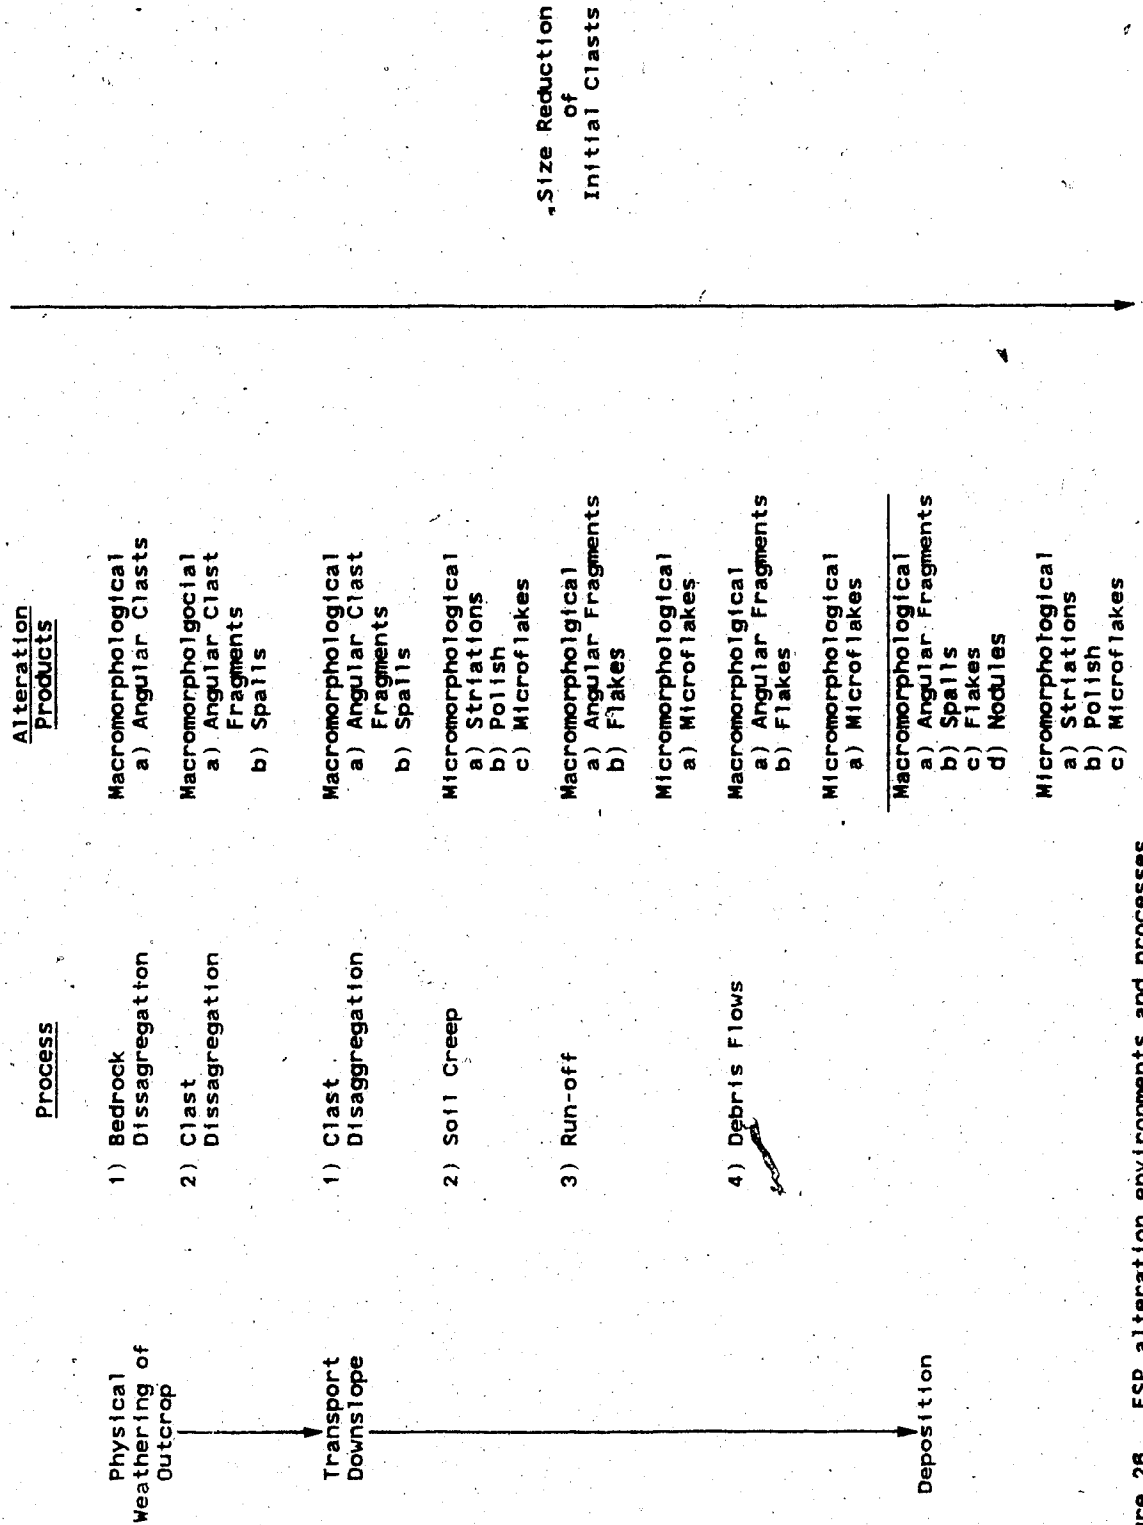 Alteration
Products
Process
Physical
Weathering of
Outcrop
1) Bedrock
Dissagregation
Macromorphological
a) Angular Clasts
2) Clast
Dissagregation
Macromorpholgocial
a) Angular Clast
Fragments
b) Spalls
Transport
Downslope
1) Clast
Disaggregation
Macromorphological
a) Angular Clast
Fragments
b) Spalls
2) Soil Creep
Micromorphological
a) Striations
b) Polish
c) Microflakes
3) Run-off
Macromorpholgical
a) Angular Fragments
b) Flakes
Micromorphological
a) Microflakes
4) Debris Flows
Macromorpholgical
a) Angular Fragments
b) Flakes
Micromorphological
a) Microflakes
Deposition
Macromorphological
a) Angular Fragments
b) Spalls
c) Flakes
d) Nodules
Micromorphological
a) Striations
b) Polish
c) Microflakes
Size Reduction
of
Initial Clasts
28 FSR alteration environments and processes